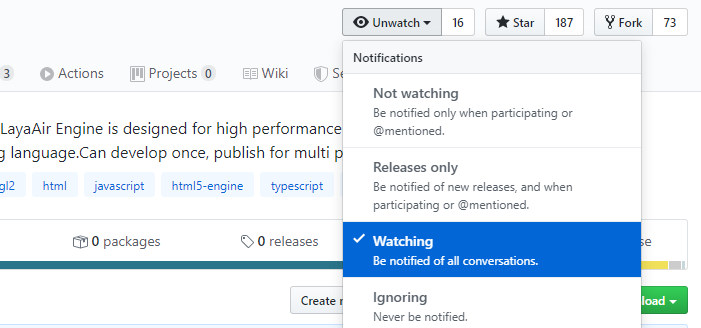 Unwatch 16 Star 187 Fork 73
Notifications
3 Actions Projects 0 Wiki
Not watching
Be notified only when participating or
@mentioned.
LayaAir Engine is designed for high performance
language.Can develop once, publish for multi
Releases only
gl2 html javascript html5-engine typescript
Be notified of new releases, and when
participating or @mentioned.
0 packages 0 releases
Watching
Be notified of all conversations.
Create
Ignoring
Never be notified.